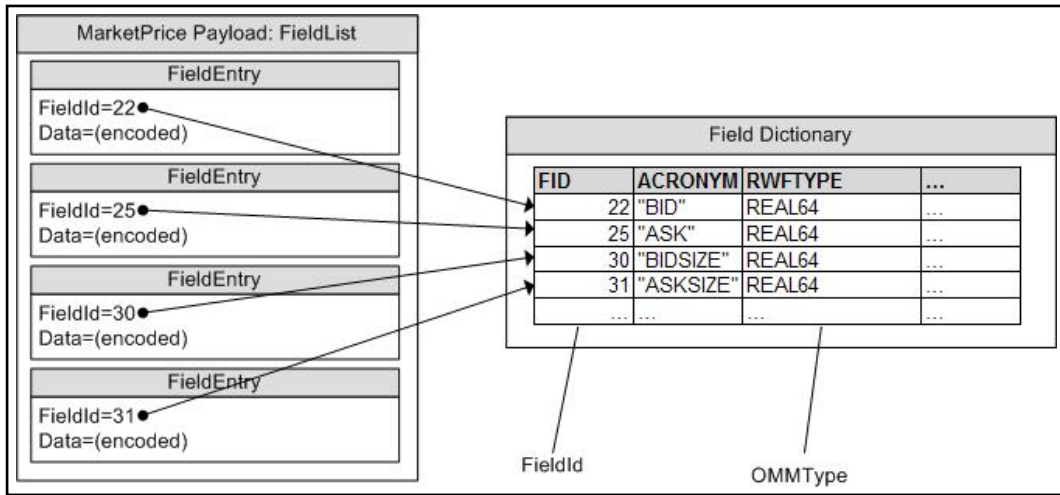 MarketPrice Payload: FieldList
FieldEntry
FieldId=22
Data=(encoded)
FieldEntry
FieldId=25
Data=(encoded)
FieldEntry
FieldId=30
Data=(encoded)
FieldEntry
FieldId=31
Data=(encoded)
Field Dictionary
FID ACRONYM RWFTYPE ...
22 "BID" REAL64 ...
25 "ASK" REAL64 ...
30 "BIDSIZE" REAL64 ...
31 "ASKSIZE" REAL64 ...
... ... ... ...
FieldId
OMMType